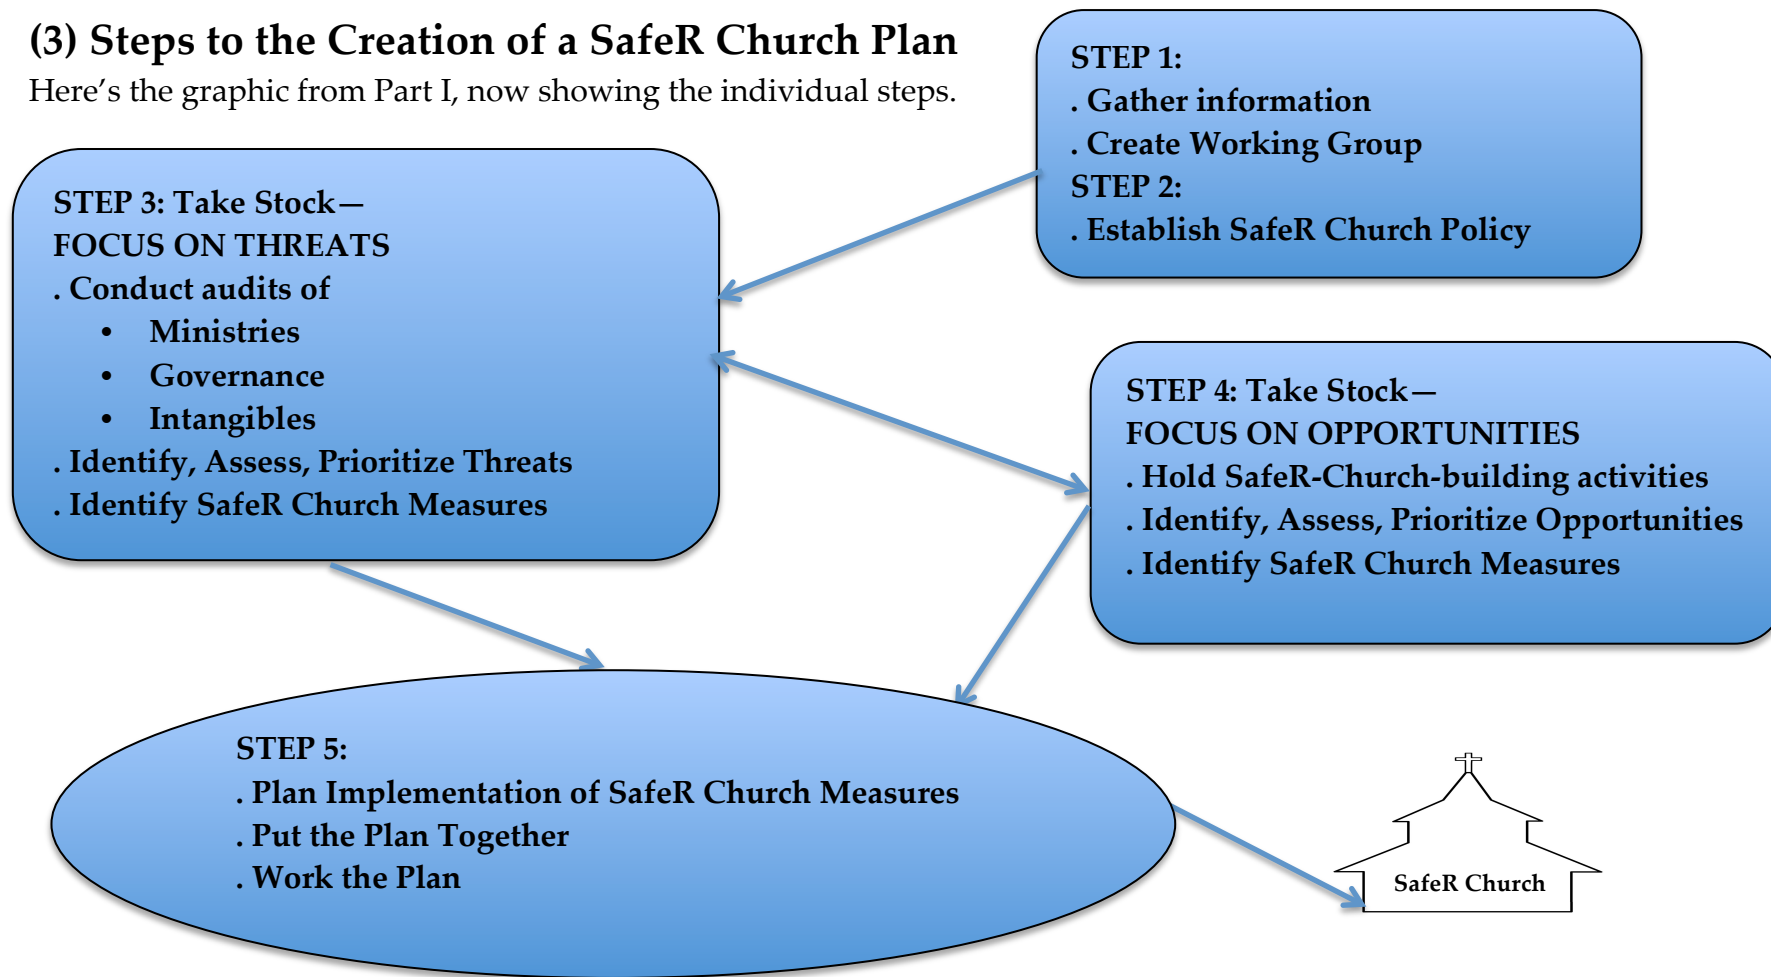 (3) Steps to the Creation of a SafeR Church Plan
Here’s the graphic from Part I, now showing the individual steps.
STEP 1:
. Gather information
. Create Working Group
STEP 2:
. Establish SafeR Church Policy
STEP 3: Take Stock—
FOCUS ON THREATS
. Conduct audits of
• Ministries
• Governance
• Intangibles
. Identify, Assess, Prioritize Threats
. Identify SafeR Church Measures
STEP 4: Take Stock—
FOCUS ON OPPORTUNITIES
. Hold SafeR-Church-building activities
. Identify, Assess, Prioritize Opportunities
. Identify SafeR Church Measures
STEP 5:
. Plan Implementation of SafeR Church Measures
. Put the Plan Together
. Work the Plan
SafeR Church